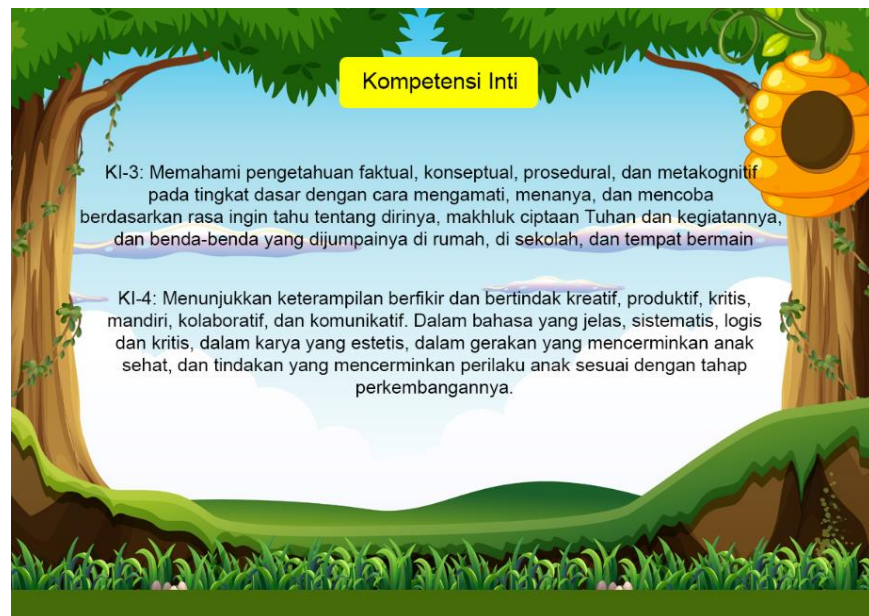 Kompetensi Inti
KI-3: Memahami pengetahuan faktual, konseptual, prosedural, dan metakognitif
pada tingkat dasar dengan cara mengamati, menanya, dan mencoba
berdasarkan rasa ingin tahu tentang dirinya, makhluk ciptaan Tuhan dan kegiatannya,
dan benda-benda yang dijumpainya di rumah, di sekolah, dan tempat bermain
KI-4: Menunjukkan keterampilan berfikir dan bertindak kreatif, produktif, kritis,
mandiri, kolaboratif, dan komunikatif. Dalam bahasa yang jelas, sistematis, logis
dan kritis, dalam karya yang estetis, dalam gerakan yang mencerminkan anak
sehat, dan tindakan yang mencerminkan perilaku anak sesuai dengan tahap
perkembangannya.